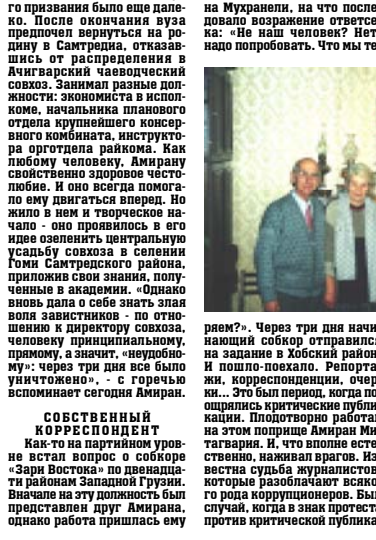 го призвания было еще дале-
ко. После окончания вуза
предпочел вернуться на ро-
дину в Самтредиа, отказав-
шись от распределения в
Ачигварский чаеводческий
совхоз. Занимал разные дол-
жности: экономиста в испол-
коме, начальника планового
отдела крупнейшего консер-
вного комбината, инструкто-
ра орготдела райкома. Как
любому человеку, Амирану
свойственно здоровое често-
любие. И оно всегда помога-
ло ему двигаться вперед. Но
жило в нем и творческое на-
чало - оно проявилось в его
идее озеленить центральную
усадьбу совхоза в селении
Гоми Самтредского района,
приложив свои знания, полу-
ченные в академии. «Однако
вновь дала о себе знать злая
воля завистников - по отно-
шению к директору совхоза,
человеку принципиальному,
прямому, а значит, «неудобно-
му»: через три дня все было
уничтожено», - с горечью
вспоминает сегодня Амиран.
СОБСТВЕННЫЙ
КОРРЕСПОНДЕНТ
Как-то на партийном уров-
не встал вопрос о собкоре
«Зари Востока» по двенадца-
ти районам Западной Грузии.
Вначале на эту должность был
представлен друг Амирана,
однако работа пришлась ему
на Мухранели, на что после
довало возражение ответсе
ка: «Не наш человек? Нет
надо попробовать. Что мы те
ряем?». Через три дня начи
нающий собкор отправился
на задание в Хобский район
И пошло-поехало. Репорта
жи, корреспонденции, очер
ки... Это был период, когда по
ощрялись критические публи
кации. Плодотворно работа
на этом поприще Амиран Ми
тагвария. И, что вполне есте
ственно, наживал врагов. Из
вестна судьба журналистов
которые разоблачают всяко
го рода коррупционеров. Был
случай, когда в знак протеста
против критической публика